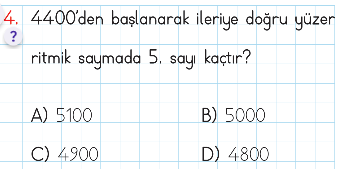 4. 4400'den başlanarak ileriye doğru yüzer
?
ritmik saymada 5. sayı kaçtır?
A) 5100 B) 5000
C) 4900 D) 4800